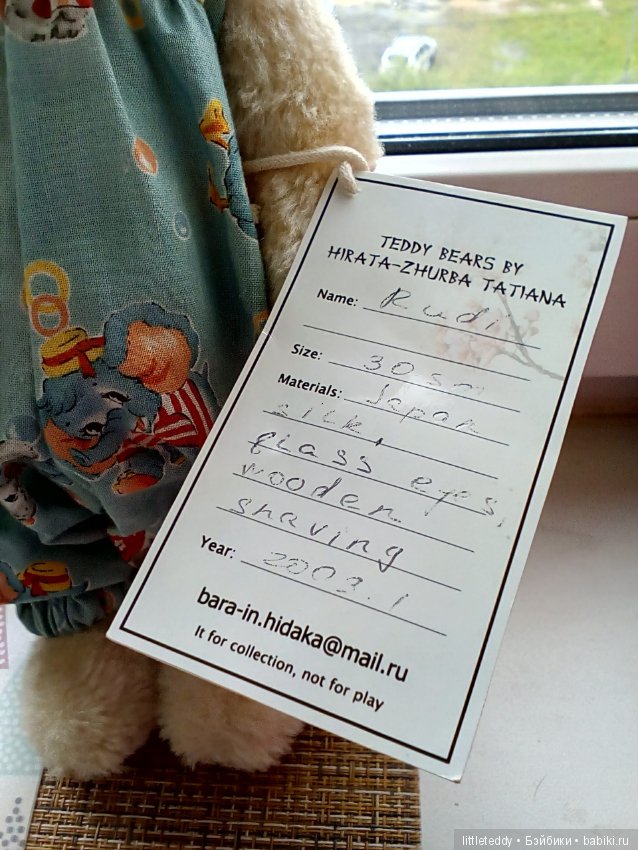 TEDDY BEARS BY
HIRATA-ZHURBA TATIANA
Name: Rudi
Size: 30 sm
Materials: Japan
silk,
glass eyes,
wooden
shaving
Year: 2003.1
bara-in.hidaka@mail.ru
It for collection, not for play
littleteddy • Бэйбики • babiki.ru